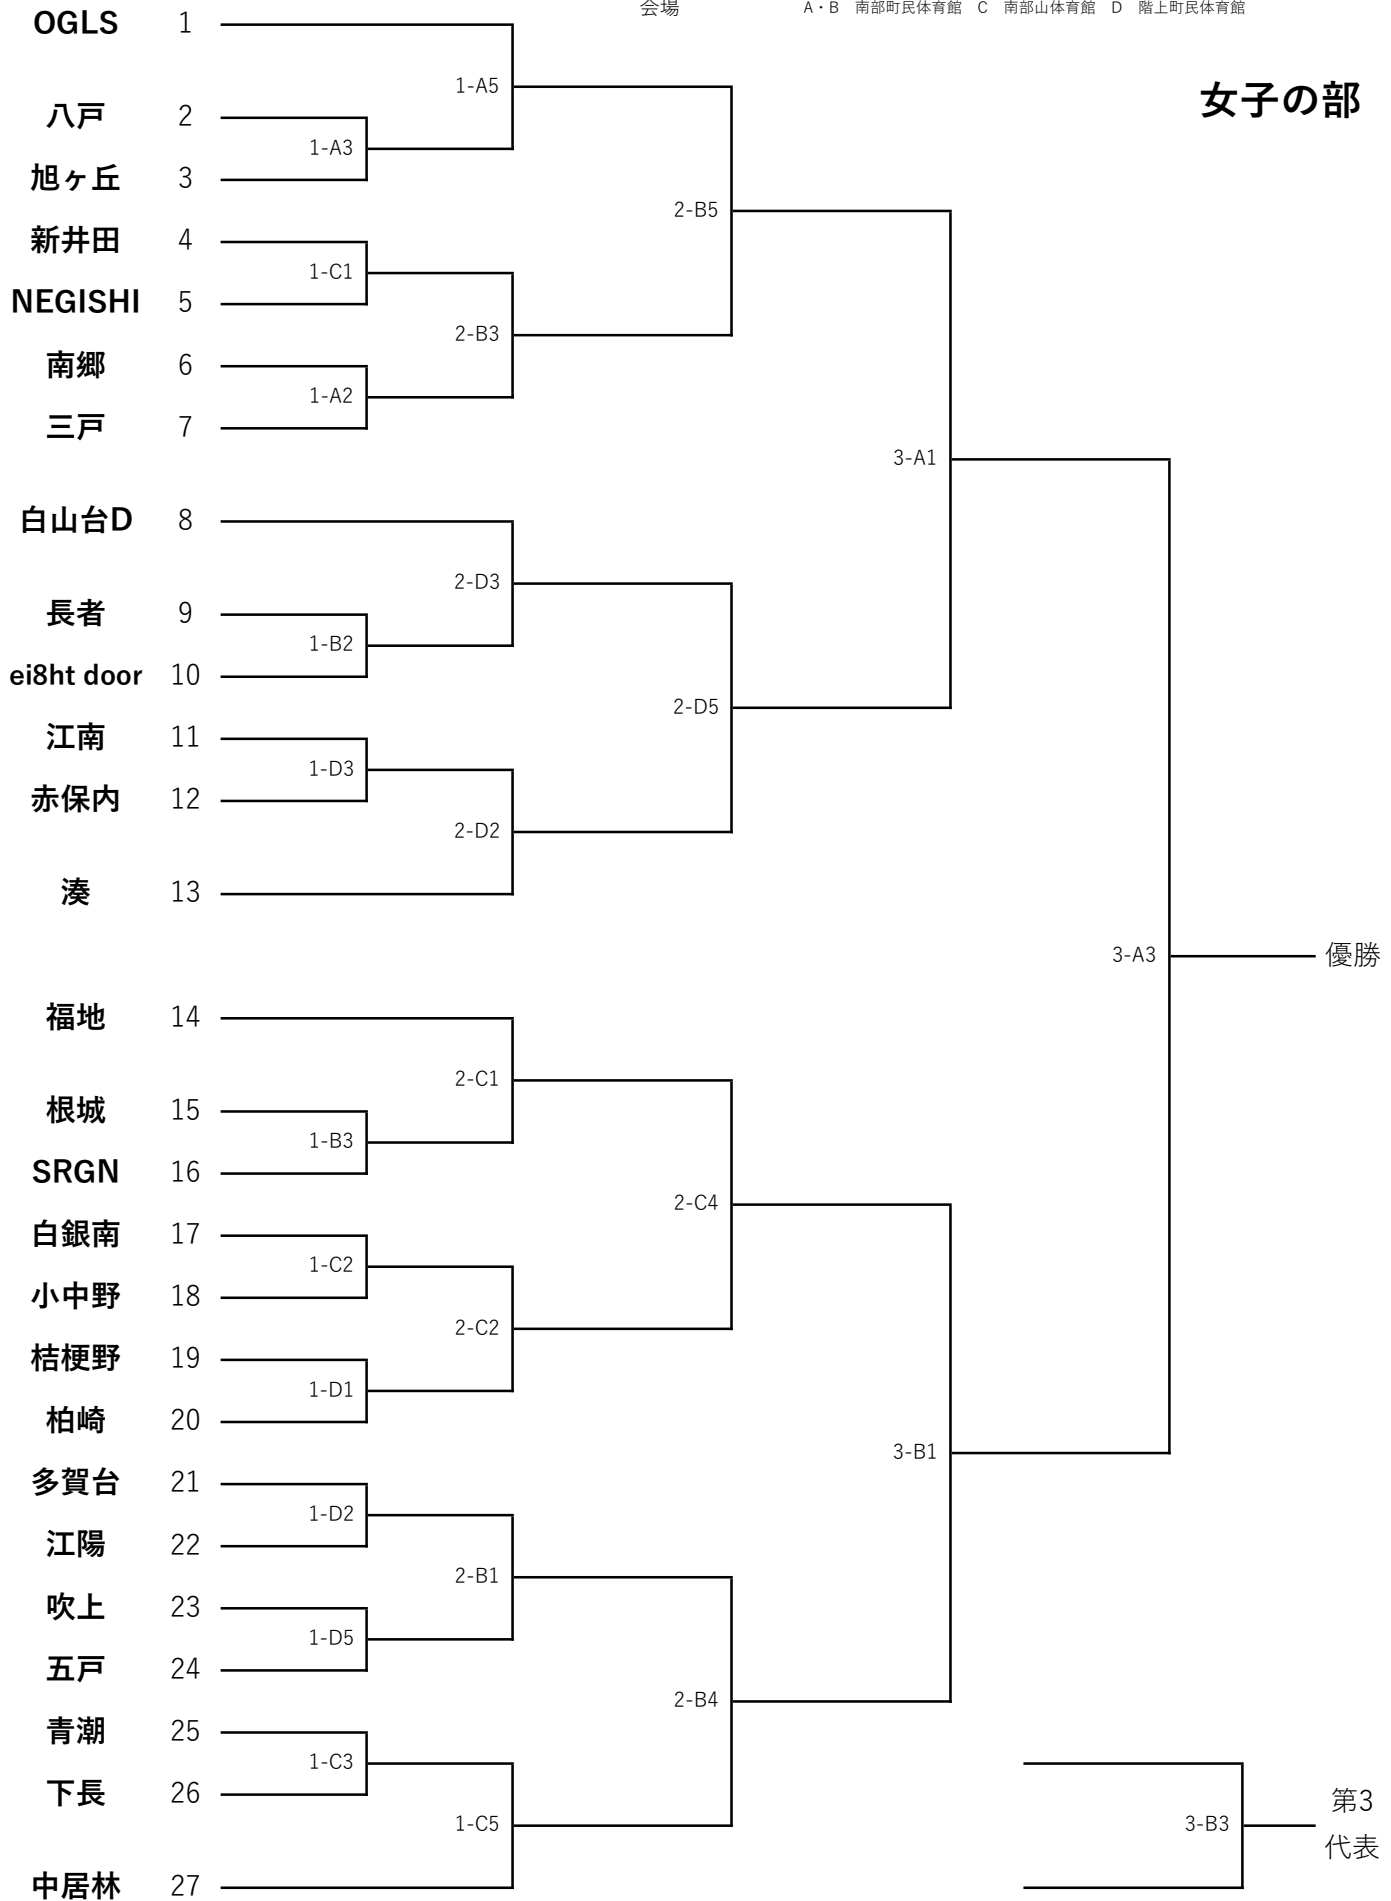 会場 A・B 南部町民体育館 C 南部山体育館 D 階上町民体育館
女子の部
OGLS 1
1-A5
八戸 2
1-A3
旭ヶ丘 3
2-B5
新井田 4
1-C1
NEGISHI 5
2-B3
南郷 6
1-A2
三戸 7
3-A1
白山台D 8
2-D3
長者 9
1-B2
ei8ht door 10
2-D5
江南 11
1-D3
赤保内 12
2-D2
湊 13
3-A3 優勝
福地 14
2-C1
根城 15
1-B3
SRGN 16
2-C4
白銀南 17
1-C2
小中野 18
2-C2
桔梗野 19
1-D1
柏崎 20
3-B1
多賀台 21
1-D2
江陽 22
2-B1
吹上 23
1-D5
五戸 24
2-B4
青潮 25
1-C3
下長 26
1-C5
3-B3
第3
代表
中居林 27